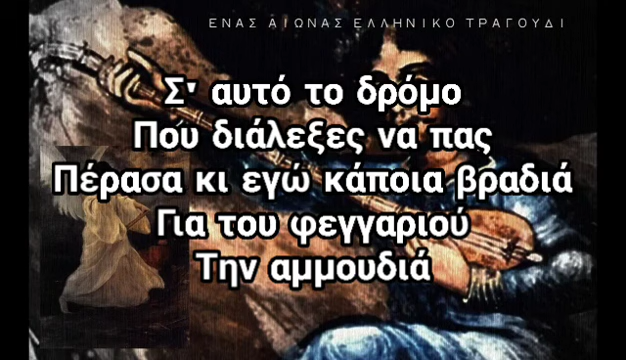 ΕΝΑΣ ΑΙΩΝΑΣ ΕΛΛΗΝΙΚΟ ΤΡΑΓΟΥΔΙ
Σ' αυτό το δρόμο
Που διάλεξες να πας
Πέρασα κι εγώ κάποια βραδιά
Για του φεγγαριού
Την αμμουδιά